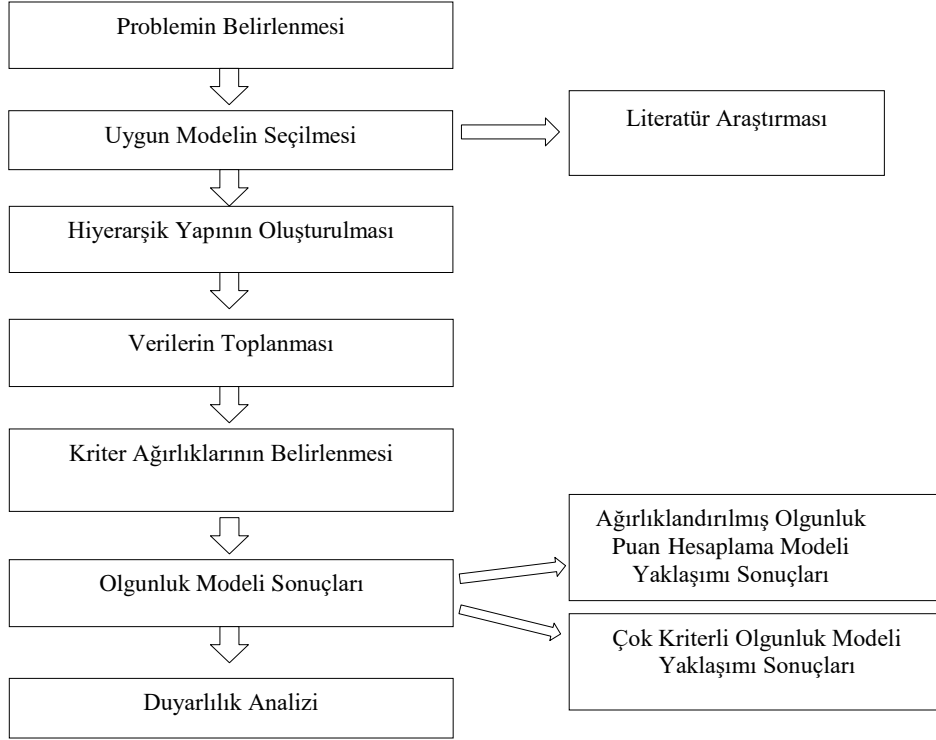 Problemin Belirlenmesi
Uygun Modelin Seçilmesi
Literatür Araştırması
Hiyerarşik Yapının Oluşturulması
Verilerin Toplanması
Kriter Ağırlıklarının Belirlenmesi
Olgunluk Modeli Sonuçları
Ağırlıklandırılmış Olgunluk
Puan Hesaplama Modeli
Yaklaşımı Sonuçları
Çok Kriterli Olgunluk Modeli
Yaklaşımı Sonuçları
Duyarlılık Analizi